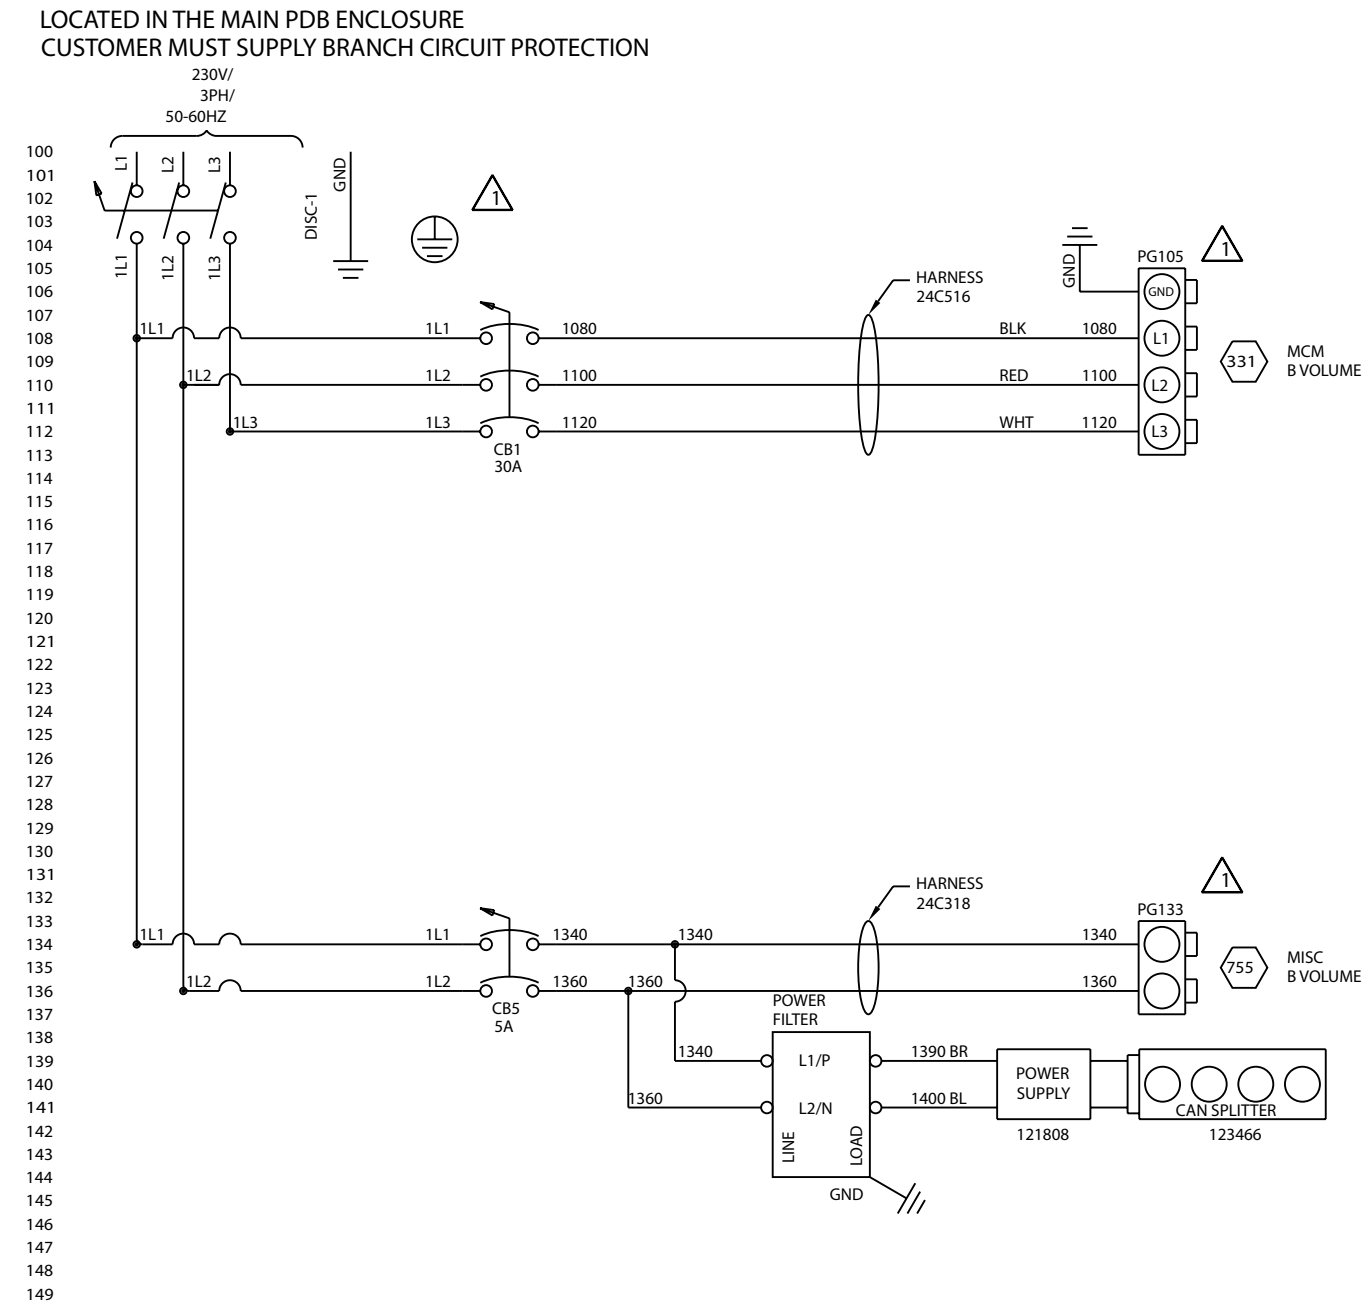 LOCATED IN THE MAIN PDB ENCLOSURE
CUSTOMER MUST SUPPLY BRANCH CIRCUIT PROTECTION
230V/
3PH/
50-60HZ
100
L1 L2 L3 GND
101
102
1
103
DISC-1
104
105
1L1 1L2 1L3
GND PG105 1
106
HARNESS
24C516
GND
107
108
1L1 1L1 1080 BLK 1080 L1
109
110
1L2 1L2 1100 RED 1100 L2
331
MCM
B VOLUME
111
112
1L3 1L3 1120 WHT 1120 L3
113
CB1
30A
114
115
116
117
118
119
120
121
122
123
124
125
126
127
128
129
130
131
1
132
HARNESS
24C318
133
PG133
134
1L1 1L1 1340 1340 1340
135
755
MISC
B VOLUME
136
1L2 1L2 1360 1360 1360
137
CB5
5A
POWER
FILTER
138
139
1340 L1/P 1390 BR
140
POWER
SUPPLY
141
1360 L2/N 1400 BL
CAN SPLITTER
142
121808 123466
143
LINE LOAD
144
145
GND
146
147
148
149